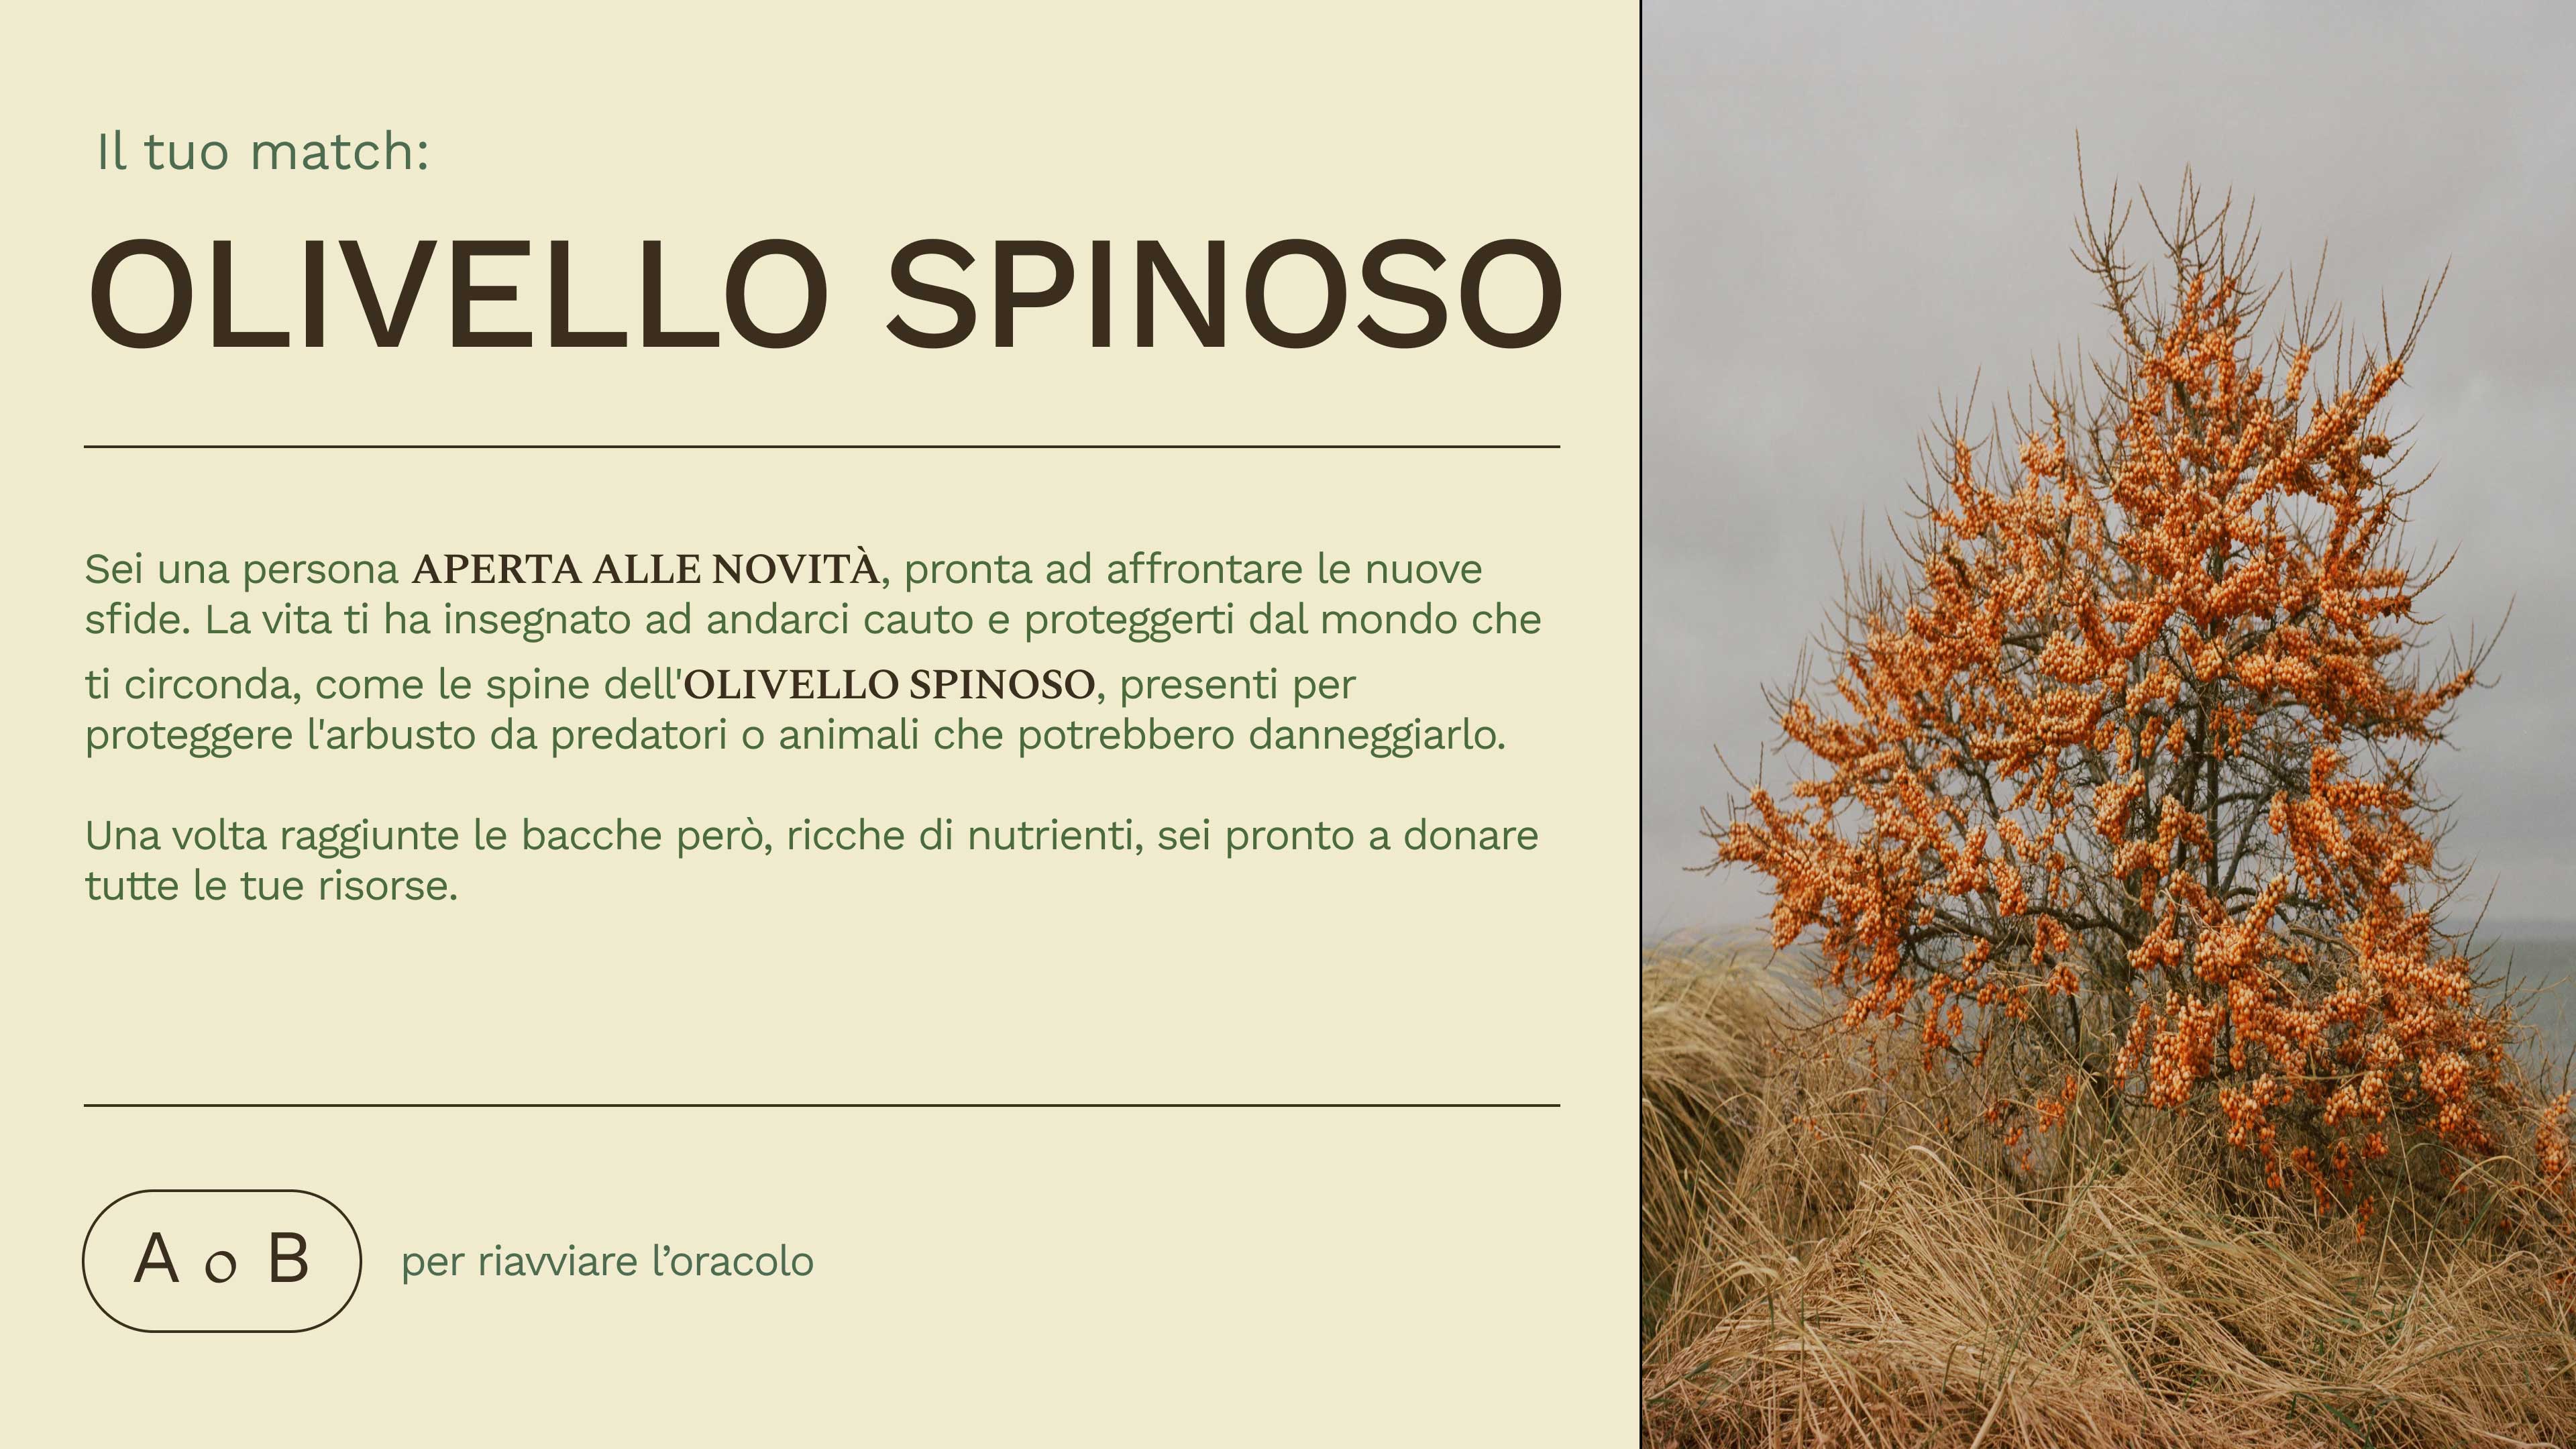 Il tuo match:
OLIVELLO SPINOSO
Sei una persona APERTA ALLE NOVITÀ, pronta ad affrontare le nuove
sfide. La vita ti ha insegnato ad andarci cauto e proteggerti dal mondo che
ti circonda, come le spine dell'OLIVELLO SPINOSO, presenti per
proteggere l'arbusto da predatori o animali che potrebbero danneggiarlo.
Una volta raggiunte le bacche però, ricche di nutrienti, sei pronto a donare
tutte le tue risorse.
A o B per riavviare l’oracolo